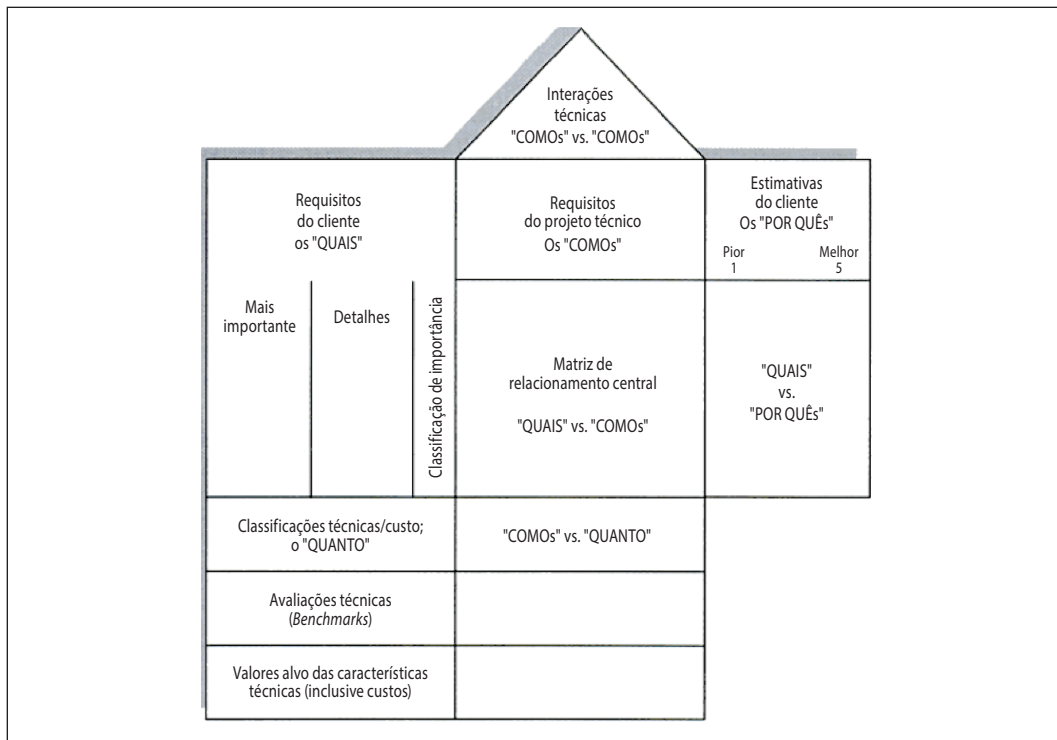 Interações
técnicas
"COMOs" vs. "COMOs"
Requisitos
do cliente
os "QUAIS"
Requisitos
do projeto técnico
Os "COMOs"
Estimativas
do cliente
Os "POR QUÊs"
Pior
1
Melhor
5
Mais
importante
Detalhes
Classificação de importância
Matriz de
relacionamento central
"QUAIS" vs. "COMOs"
"QUAIS"
vs.
"POR QUÊs"
Classificações técnicas/custo;
o "QUANTO"
"COMOs" vs. "QUANTO"
Avaliações técnicas
(Benchmarks)
Valores alvo das características
técnicas (inclusive custos)